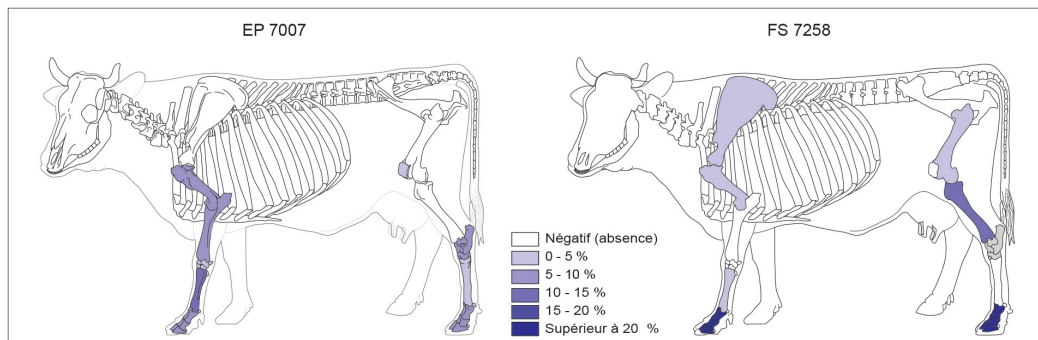 EP 7007
FS 7258
Négatif (absence)
0 - 5 %
5 - 10 %
10 - 15 %
15 - 20 %
Supérieur à 20 %